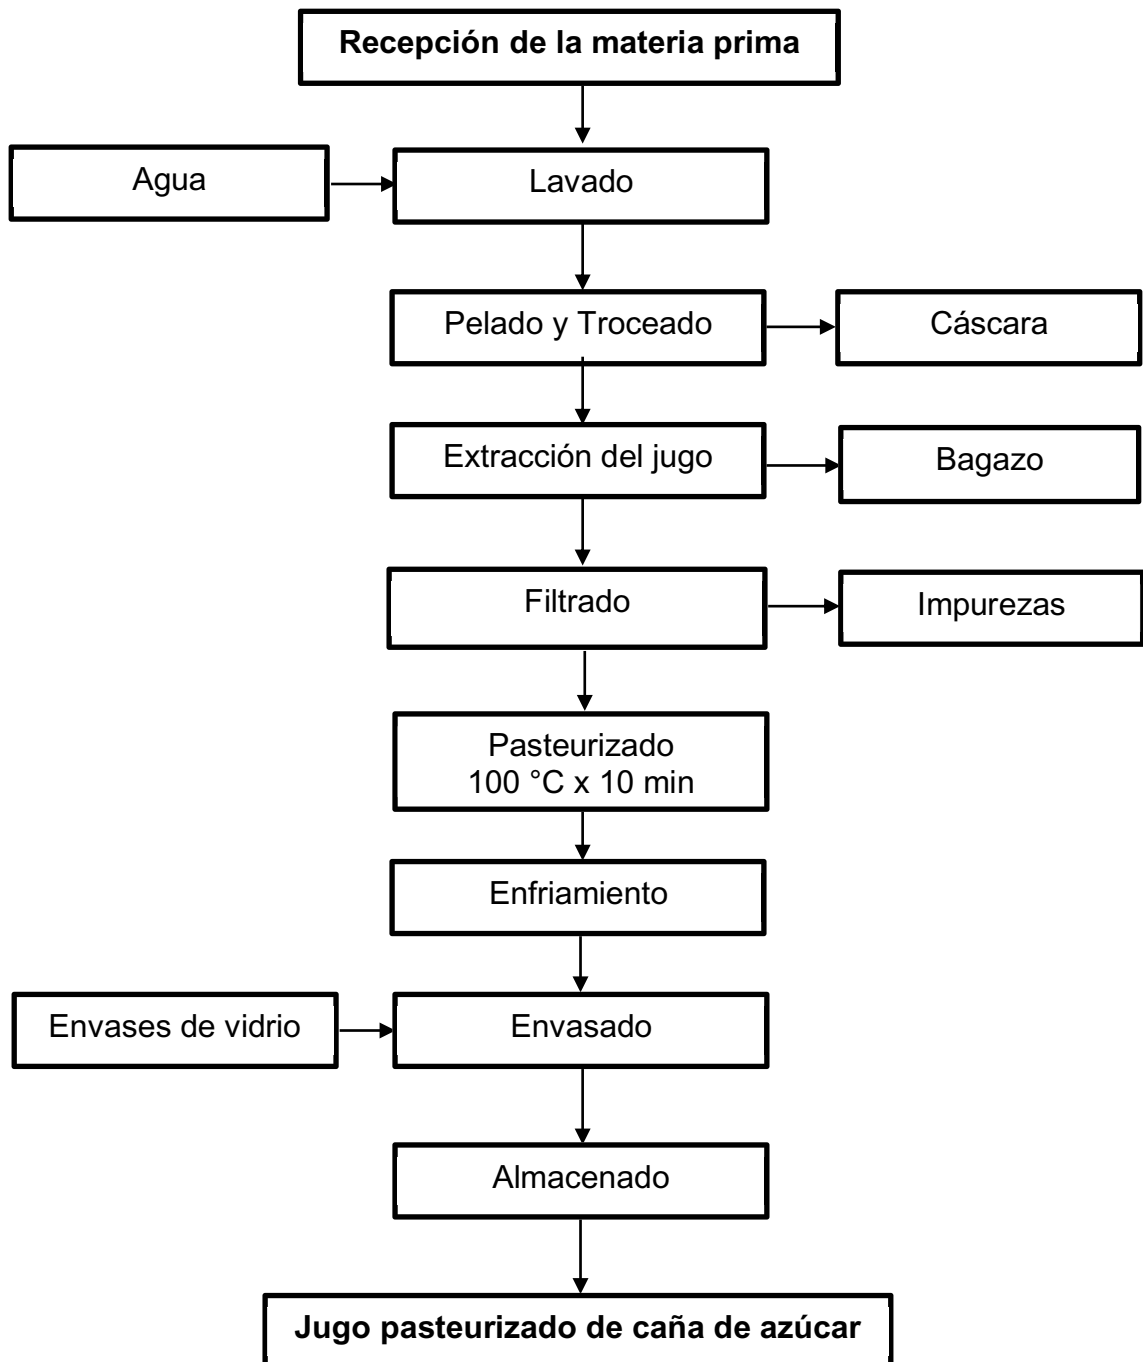 Recepción de la materia prima
Agua
Lavado
Pelado y Troceado
Cáscara
Extracción del jugo
Bagazo
Filtrado
Impurezas
Pasteurizado
100 °C x 10 min
Enfriamiento
Envases de vidrio
Envasado
Almacenado
Jugo pasteurizado de caña de azúcar